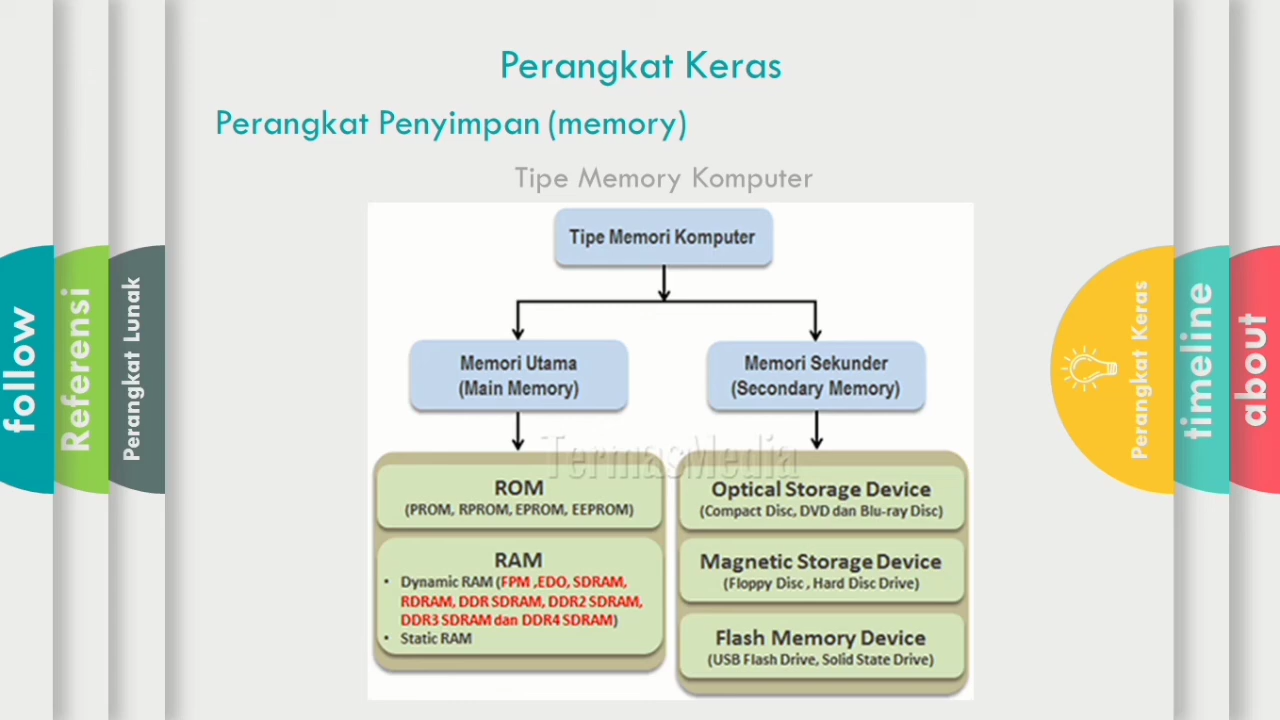 Perangkat Keras
Perangkat Penyimpan (memory)
Tipe Memory Komputer
Tipe Memori Komputer
Memori Utama
(Main Memory)
Memori Sekunder
(Secondary Memory)
TermasMedia
ROM
(PROM, RPROM, EPROM, EEPROM)
RAM
• Dynamic RAM (FPM ,EDO, SDRAM,
RDRAM, DDR SDRAM, DDR2 SDRAM,
DDR3 SDRAM dan DDR4 SDRAM)
• Static RAM
Optical Storage Device
(Compact Disc, DVD dan Blu-ray Disc)
Magnetic Storage Device
(Floppy Disc , Hard Disc Drive)
Flash Memory Device
(USB Flash Drive, Solid State Drive)
follow
Referensi
Perangkat Lunak
Perangkat Keras
timeline
about